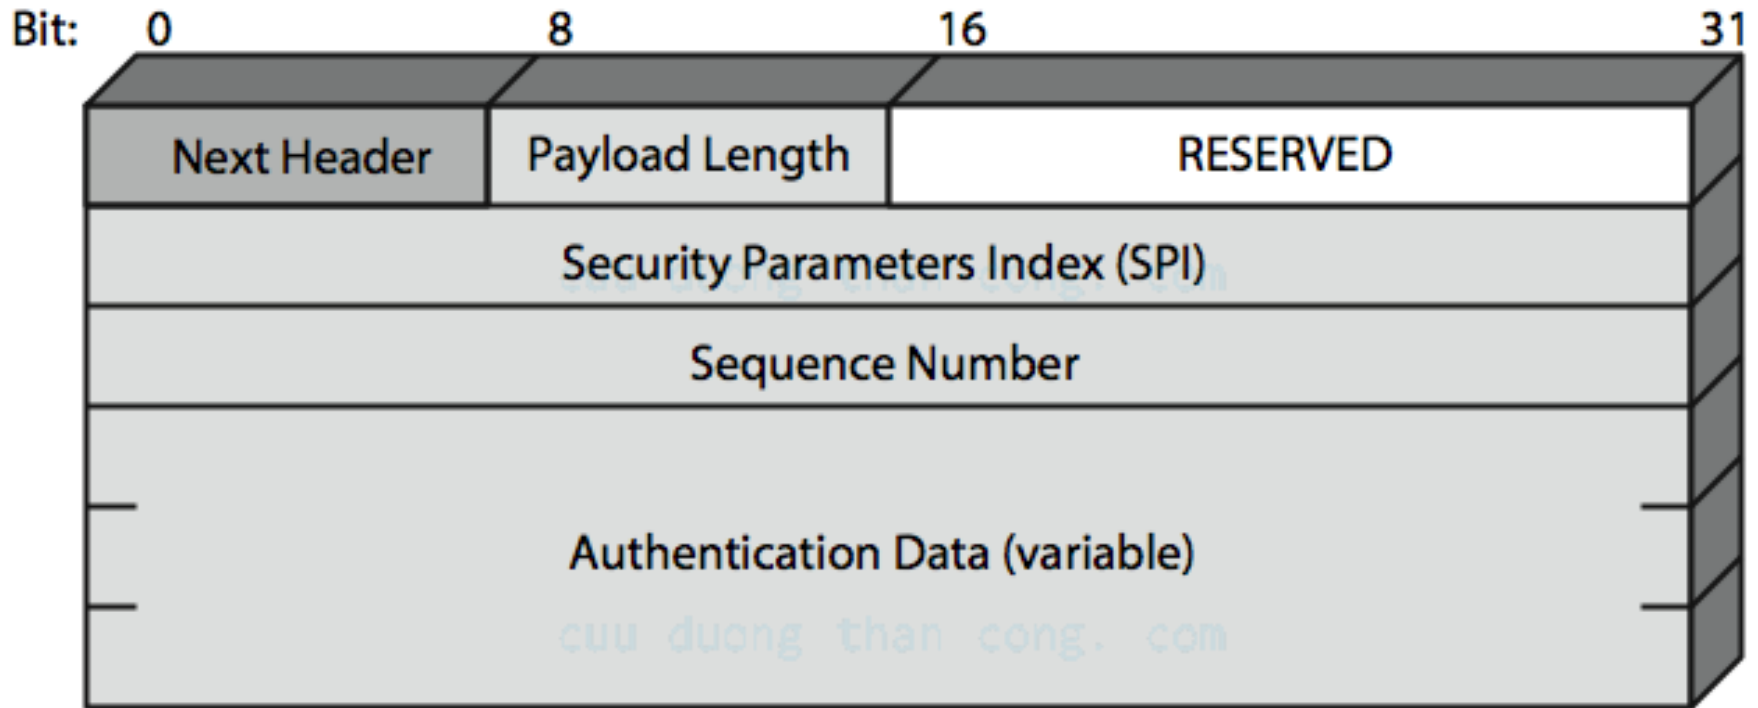 Bit: 0 8 16 31
Next Header Payload Length RESERVED
Security Parameters Index (SPI)
cuu duong than cong. com
Sequence Number
Authentication Data (variable)
cuu duong than cong. com